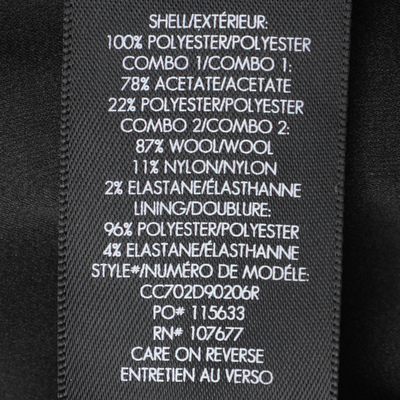 SHELL/EXTÉRIEUR:
100% POLYESTER/POLYESTER
COMBO 1/COMBO 1:
78% ACETATE/ACETATE
22% POLYESTER/POLYESTER
COMBO 2/COMBO 2:
87% WOOL/WOOL
11% NYLON/NYLON
2% ELASTANE/ÉLASTHANNE
LINING/DOUBLURE:
96% POLYESTER/POLYESTER
4% ELASTANE/ÉLASTHANNE
STYLE#/NUMÉRO DE MODÉLE:
CC702D90206R
PO# 115633
RN# 107677
CARE ON REVERSE
ENTRETIEN AU VERSO